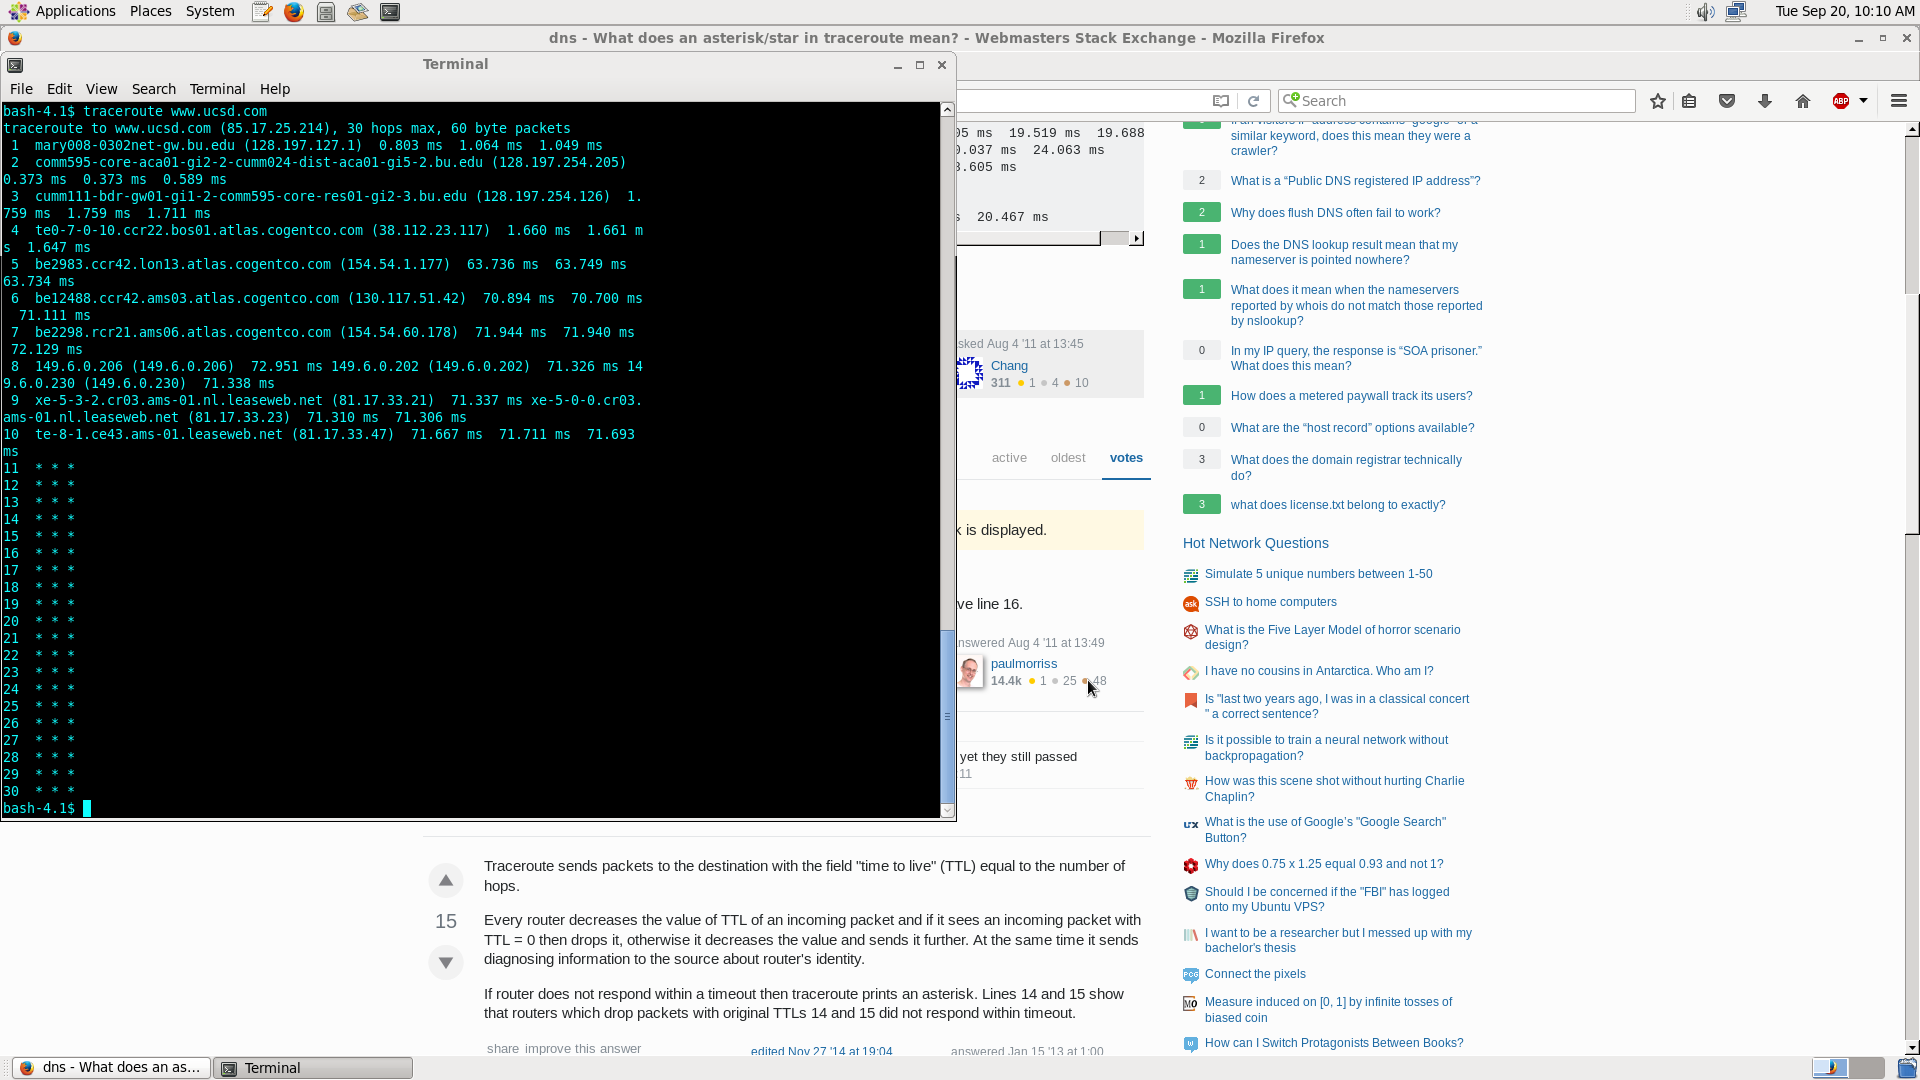 Applications Places System
Tue Sep 20, 10:10 AM
dns - What does an asterisk/star in traceroute mean? - Webmasters Stack Exchange - Mozilla Firefox
Terminal
File Edit View Search Terminal Help
bash-4.1$ traceroute www.ucsd.com
traceroute to www.ucsd.com (85.17.25.214), 30 hops max, 60 byte packets
1 mary008-0302net-gw.bu.edu (128.197.127.1) 0.803 ms 1.064 ms 1.049 ms
2 comm595-core-aca01-gi2-2-cumm024-dist-aca01-gi5-2.bu.edu (128.197.254.205)
0.373 ms 0.373 ms 0.589 ms
3 cumm111-bdr-gw01-gi1-2-comm595-core-res01-gi2-3.bu.edu (128.197.254.126) 1.
759 ms 1.759 ms 1.711 ms
4 te0-7-0-10.ccr22.bos01.atlas.cogentco.com (38.112.23.117) 1.660 ms 1.661 m
s 1.647 ms
5 be2983.ccr42.lon13.atlas.cogentco.com (154.54.1.177) 63.736 ms 63.749 ms
63.734 ms
6 be12488.ccr42.ams03.atlas.cogentco.com (130.117.51.42) 70.894 ms 70.700 ms
71.111 ms
7 be2298.rcr21.ams06.atlas.cogentco.com (154.54.60.178) 71.944 ms 71.940 ms
72.129 ms
8 149.6.0.206 (149.6.0.206) 72.951 ms 149.6.0.202 (149.6.0.202) 71.326 ms 14
9.6.0.230 (149.6.0.230) 71.338 ms
9 xe-5-3-2.cr03.ams-01.nl.leaseweb.net (81.17.33.21) 71.337 ms xe-5-0-0.cr03.
ams-01.nl.leaseweb.net (81.17.33.23) 71.310 ms 71.306 ms
10 te-8-1.ce43.ams-01.leaseweb.net (81.17.33.47) 71.667 ms 71.711 ms 71.693
ms
11 * * *
12 * * *
13 * * *
14 * * *
15 * * *
16 * * *
17 * * *
18 * * *
19 * * *
20 * * *
21 * * *
22 * * *
23 * * *
24 * * *
25 * * *
26 * * *
27 * * *
28 * * *
29 * * *
30 * * *
bash-4.1$
Search
ABP
05 ms 19.519 ms 19.688
0.037 ms 24.063 ms
3.605 ms
s 20.467 ms
asked Aug 4 '11 at 13:45
Chang
311 1 4 10
active oldest votes
k is displayed.
ve line 16.
answered Aug 4 '11 at 13:49
paulmorriss
14.4k 1 25 48
yet they still passed
11
15
Traceroute sends packets to the destination with the field "time to live" (TTL) equal to the number of
hops.
Every router decreases the value of TTL of an incoming packet and if it sees an incoming packet with
TTL = 0 then drops it, otherwise it decreases the value and sends it further. At the same time it sends
diagnosing information to the source about router's identity.
If router does not respond within a timeout then traceroute prints an asterisk. Lines 14 and 15 show
that routers which drop packets with original TTLs 14 and 15 did not respond within timeout.
share improve this answer
edited Nov 27 '14 at 19:04
answered Jan 15 '13 at 1:00
similar keyword, does this mean they were a
crawler?
2 What is a “Public DNS registered IP address”?
2 Why does flush DNS often fail to work?
1 Does the DNS lookup result mean that my
nameserver is pointed nowhere?
1 What does it mean when the nameservers
reported by whois do not match those reported
by nslookup?
0 In my IP query, the response is “SOA prisoner.”
What does this mean?
1 How does a metered paywall track its users?
0 What are the “host record” options available?
3 What does the domain registrar technically
do?
3 what does license.txt belong to exactly?
Hot Network Questions
Simulate 5 unique numbers between 1-50
ask SSH to home computers
What is the Five Layer Model of horror scenario
design?
I have no cousins in Antarctica. Who am I?
Is "last two years ago, I was in a classical concert
" a correct sentence?
Is it possible to train a neural network without
backpropagation?
How was this scene shot without hurting Charlie
Chaplin?
UX What is the use of Google’s "Google Search"
Button?
Why does 0.75 x 1.25 equal 0.93 and not 1?
Should I be concerned if the "FBI" has logged
onto my Ubuntu VPS?
I want to be a researcher but I messed up with my
bachelor's thesis
PCG Connect the pixels
MO Measure induced on [0, 1] by infinite tosses of
biased coin
How can I Switch Protagonists Between Books?
dns - What does an as...
Terminal